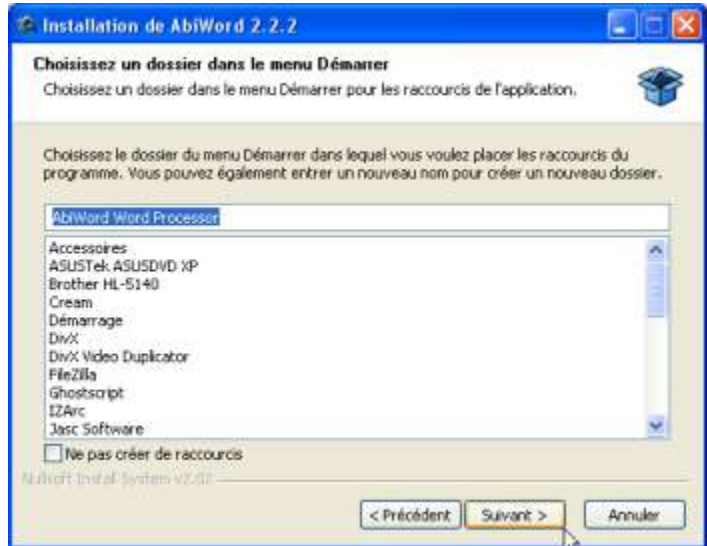 Installation de AbiWord 2.2.2
Choisissez un dossier dans le menu Démarrer
Choisissez un dossier dans le menu Démarrer pour les raccourcis de l'application.
Choisissez le dossier du menu Démarrer dans lequel vous voulez placer les raccourcis du
programme. Vous pouvez également entrer un nouveau nom pour créer un nouveau dossier.
AbiWord Word Processor
Accessoires
ASUSTek ASUSDVD XP
Brother HL-5140
Cream
Démarrage
DivX
DivX Video Duplicator
FileZilla
Ghostscript
IZArc
Jasc Software
Ne pas créer de raccourcis
Nullsoft Install System v2.02
< Précédent
Suivant >
Annuler